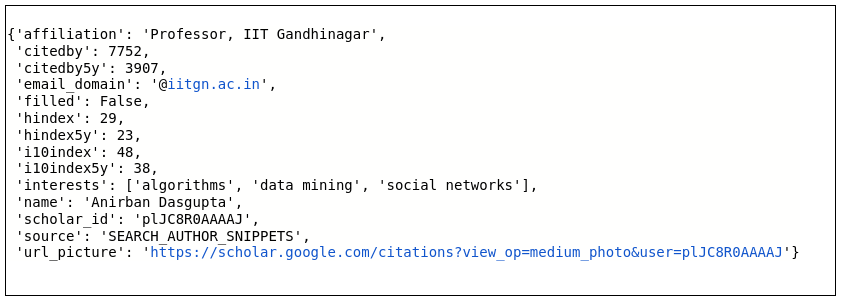 {'affiliation': 'Professor, IIT Gandhinagar',
'citedby': 7752,
'citedby5y': 3907,
'email_domain': '@iitgn.ac.in',
'filled': False,
'hindex': 29,
'hindex5y': 23,
'i10index': 48,
'i10index5y': 38,
'interests': ['algorithms', 'data mining', 'social networks'],
'name': 'Anirban Dasgupta',
'scholar_id': 'plJC8R0AAAAJ',
'source': 'SEARCH_AUTHOR_SNIPPETS',
'url_picture': 'https://scholar.google.com/citations?view_op=medium_photo&user=plJC8R0AAAAJ'}